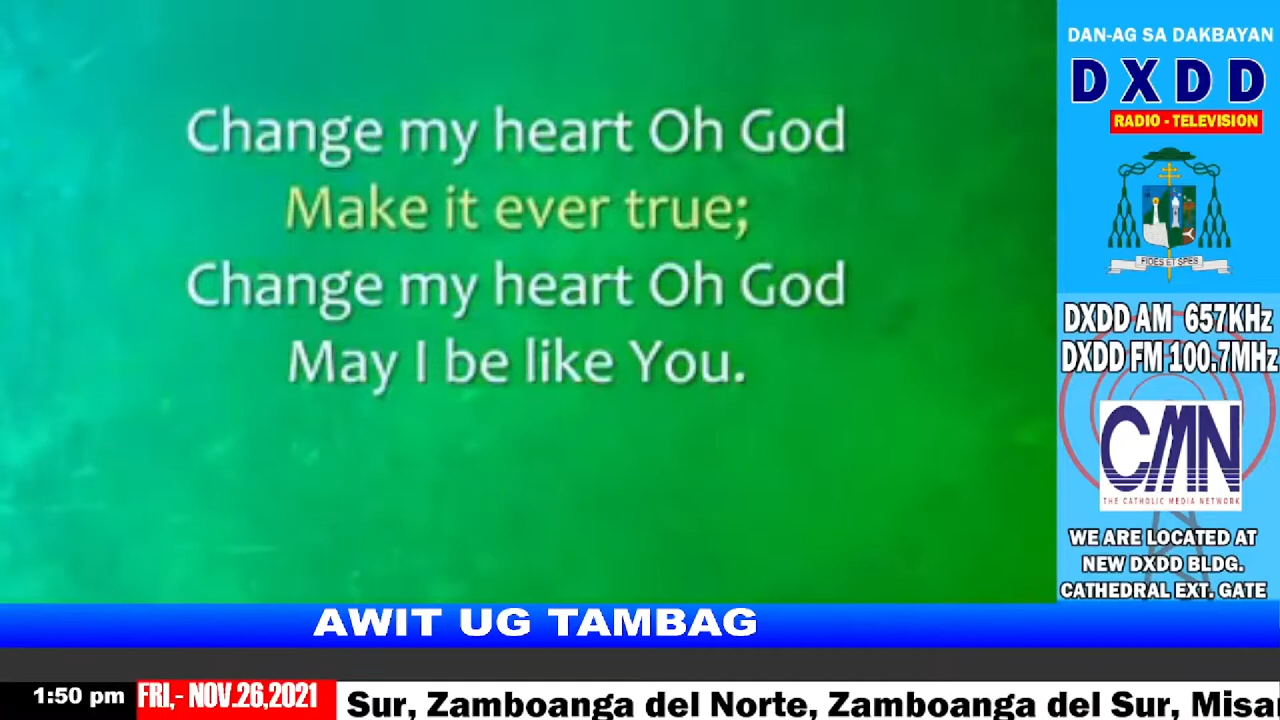 Change my heart Oh God
Make it ever true;
Change my heart Oh God
May I be like You.
DAN-AG SA DAKBAYAN
DXDD
RADIO - TELEVISION
FIDES ET SPES
DXDD AM 657KHz
DXDD FM 100.7MHz
CMN
THE CATHOLIC MEDIA NETWORK
WE ARE LOCATED AT
NEW DXDD BLDG.
CATHEDRAL EXT. GATE
AWIT UG TAMBAG
1:50 pm
FRI,- NOV.26,2021
Sur, Zamboanga del Norte, Zamboanga del Sur, Misa